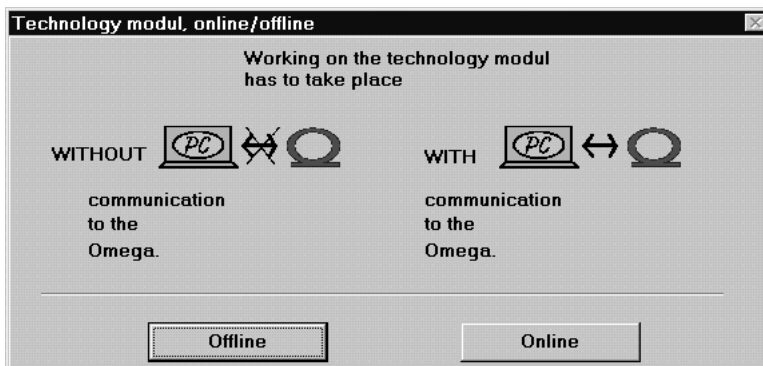 Technology modul, online/offline
Working on the technology modul
has to take place
WITHOUT PC
WITH PC
communication
to the
Omega.
communication
to the
Omega.
Offline
Online